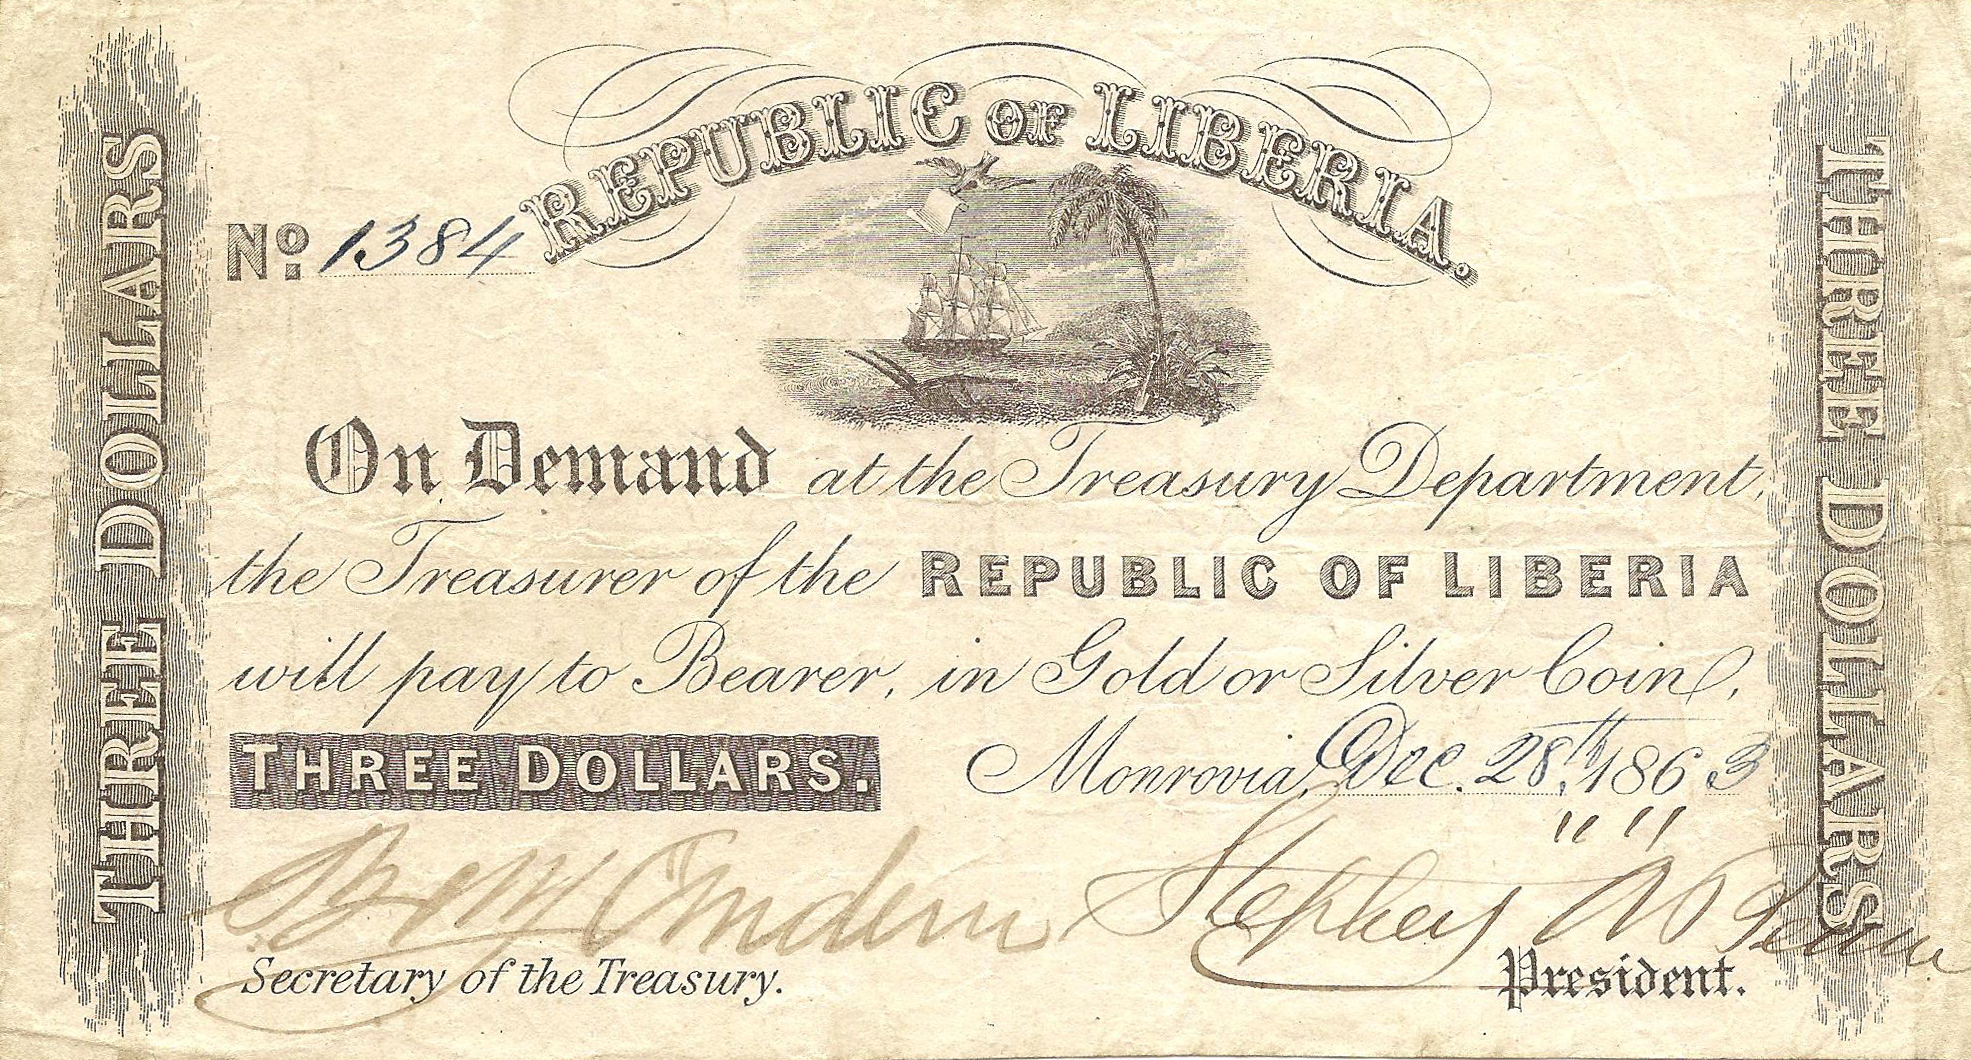 REPUBLIC OF LIBERIA.
No. 1384
THREE DOLLARS
THREE DOLLARS
On Demand at the Treasury Department,
the Treasurer of the REPUBLIC OF LIBERIA
will pay to Bearer, in Gold or Silver Coin,
THREE DOLLARS. Monrovia, Dec. 28th, 1863
" "
Stephen
Secretary of the Treasury. President.